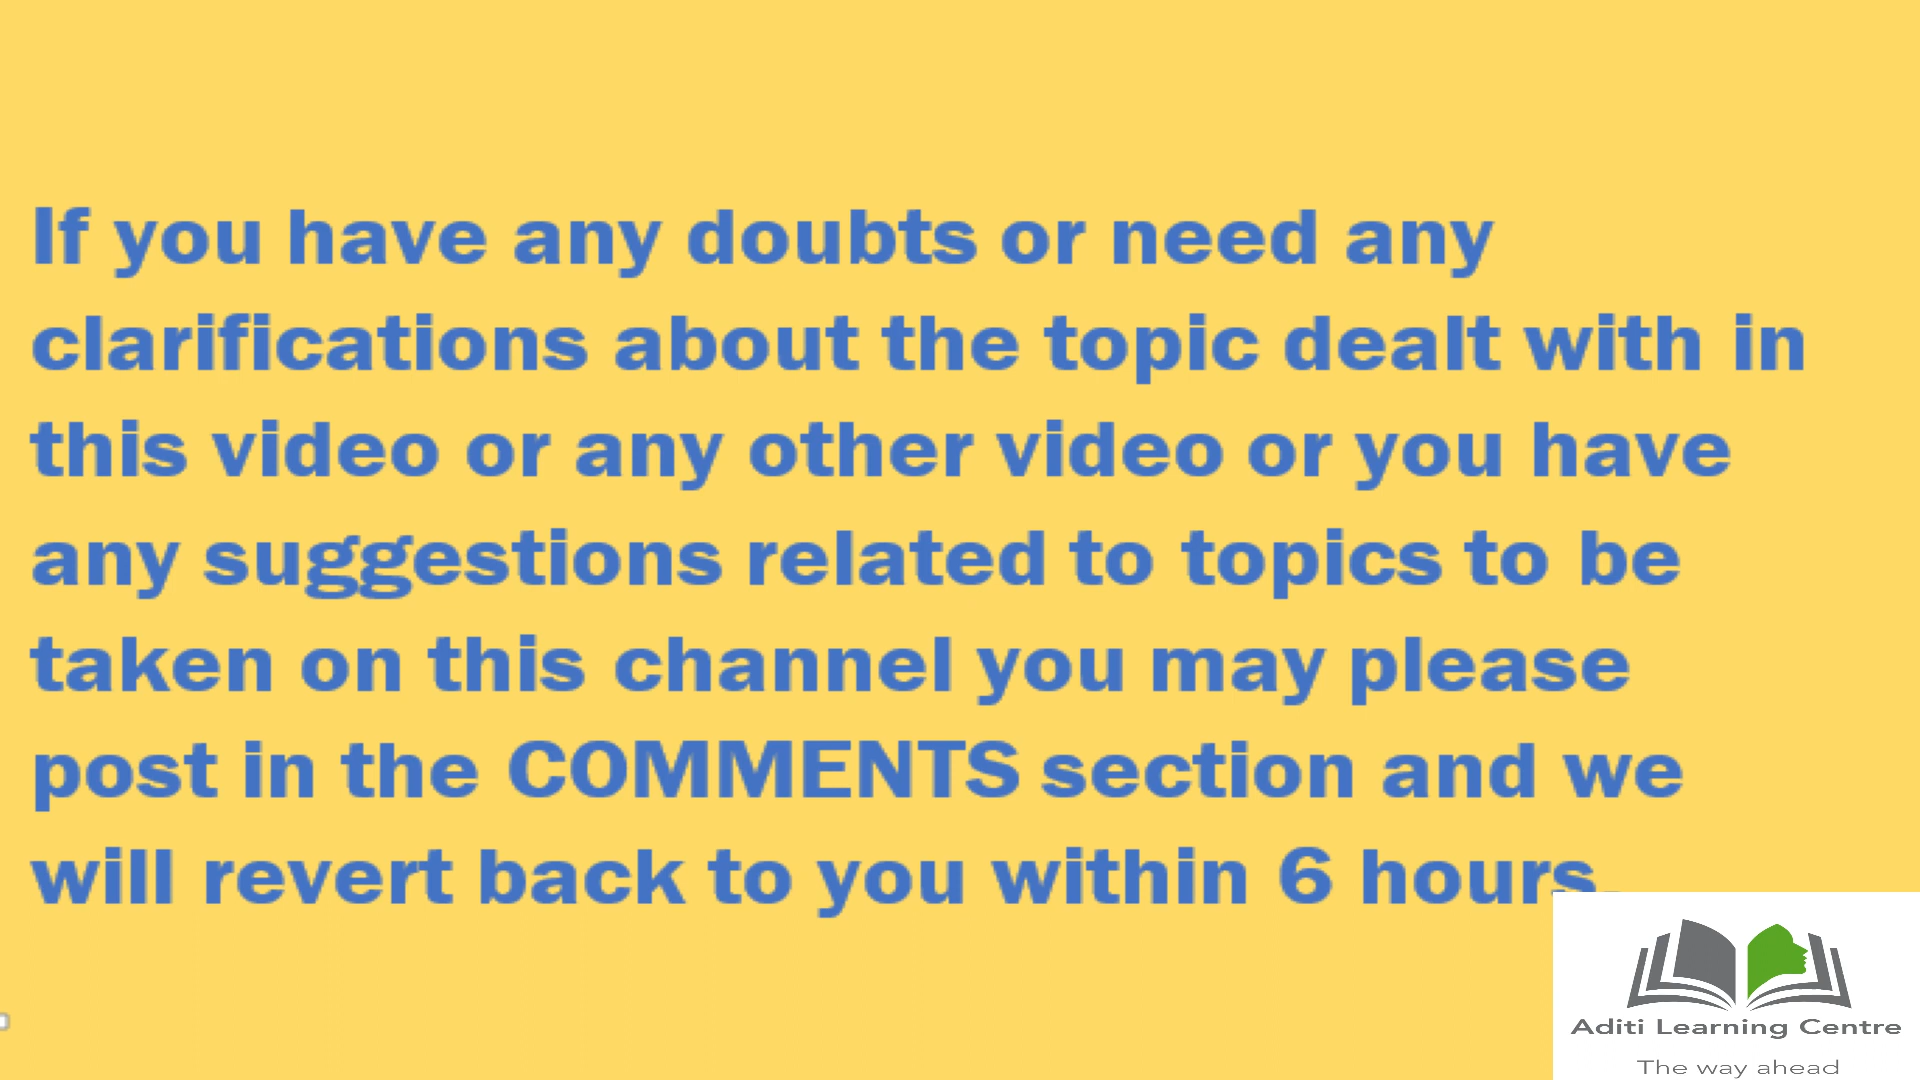 If you have any doubts or need any
clarifications about the topic dealt with in
this video or any other video or you have
any suggestions related to topics to be
taken on this channel you may please
post in the COMMENTS section and we
will revert back to you within 6 hours.
Aditi Learning Centre
The way ahead